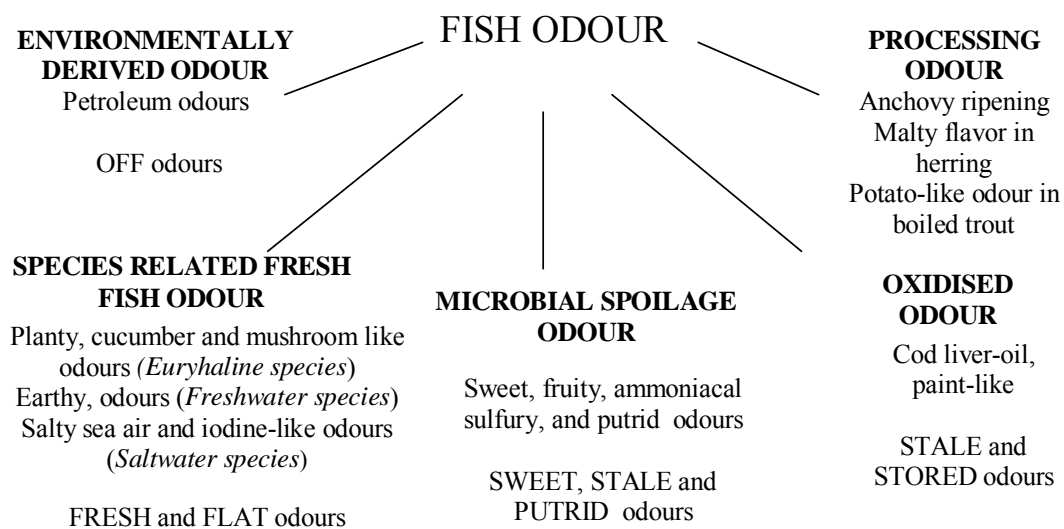 FISH ODOUR
ENVIRONMENTALLY
DERIVED ODOUR
Petroleum odours
OFF odours
PROCESSING
ODOUR
Anchovy ripening
Malty flavor in
herring
Potato-like odour in
boiled trout
SPECIES RELATED FRESH
FISH ODOUR
Planty, cucumber and mushroom like
odours (Euryhaline species)
Earthy, odours (Freshwater species)
Salty sea air and iodine-like odours
(Saltwater species)
FRESH and FLAT odours
MICROBIAL SPOILAGE
ODOUR
Sweet, fruity, ammoniacal
sulfury, and putrid odours
SWEET, STALE and
PUTRID odours
OXIDISED
ODOUR
Cod liver-oil,
paint-like
STALE and
STORED odours